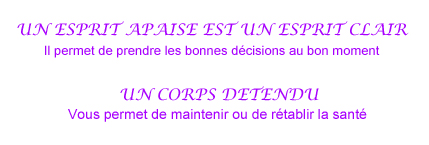 UN ESPRIT APAISE EST UN ESPRIT CLAIR
Il permet de prendre les bonnes décisions au bon moment
UN CORPS DETENDU
Vous permet de maintenir ou de rétablir la santé